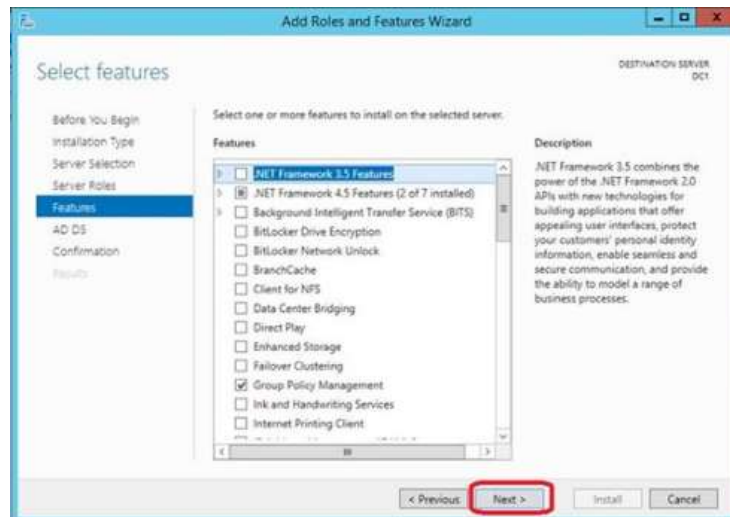 Add Roles and Features Wizard
Select features
DESTINATION SERVER
DC1
Before You Begin
Installation Type
Server Selection
Server Roles
Features
AD DS
Confirmation
Results
Select one or more features to install on the selected server.
Features
.NET Framework 3.5 Features
.NET Framework 4.5 Features (2 of 7 installed)
Background Intelligent Transfer Service (BITS)
BitLocker Drive Encryption
BitLocker Network Unlock
BranchCache
Client for NFS
Data Center Bridging
Direct Play
Enhanced Storage
Failover Clustering
Group Policy Management
Ink and Handwriting Services
Internet Printing Client
Description
.NET Framework 3.5 combines the
power of the .NET Framework 2.0
APIs with new technologies for
building applications that offer
appealing user interfaces, protect
your customers' personal identity
information, enable seamless and
secure communication, and provide
the ability to model a range of
business processes.
< Previous
Next >
Install
Cancel